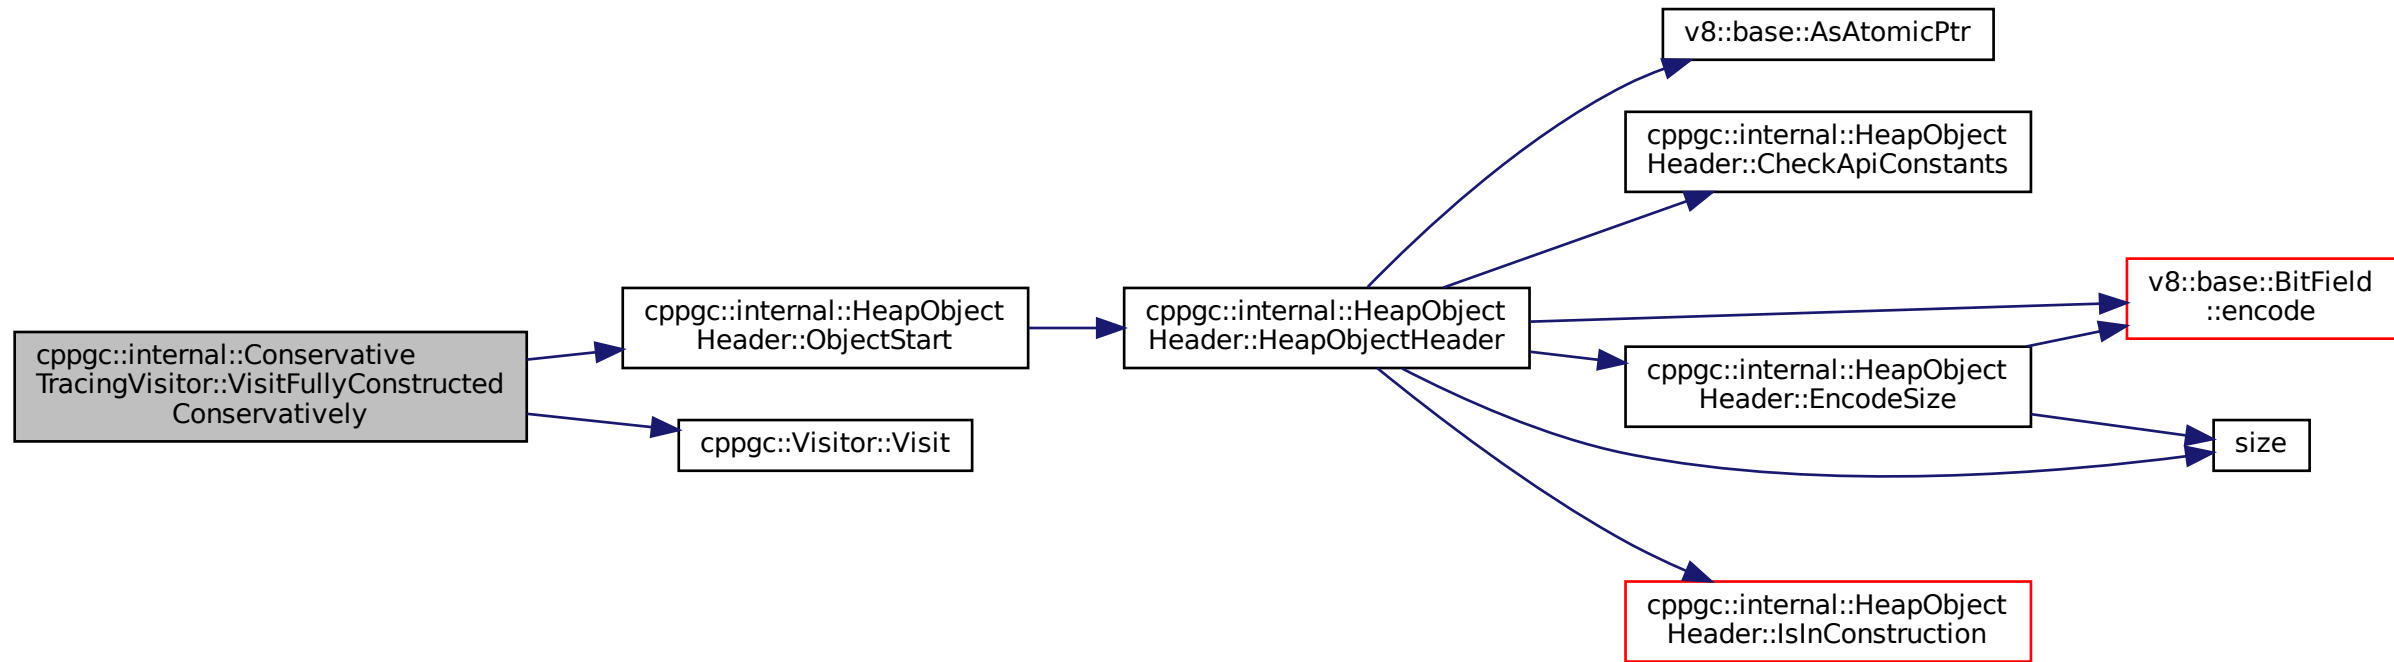 cppgc::internal::Conservative
TracingVisitor::VisitFullyConstructed
Conservatively
cppgc::internal::HeapObject
Header::ObjectStart
cppgc::Visitor::Visit
cppgc::internal::HeapObject
Header::HeapObjectHeader
v8::base::AsAtomicPtr
cppgc::internal::HeapObject
Header::CheckApiConstants
cppgc::internal::HeapObject
Header::EncodeSize
cppgc::internal::HeapObject
Header::IsInConstruction
v8::base::BitField
::encode
size